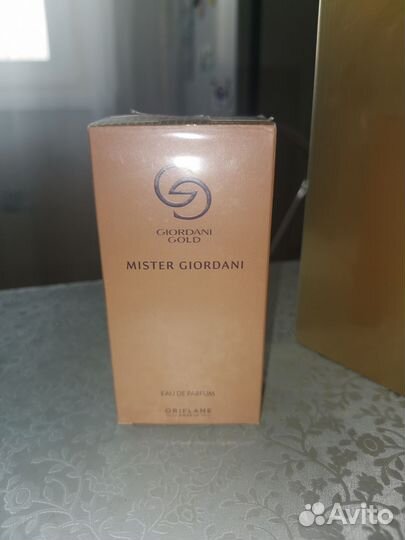 GIORDANI
GOLD
MISTER GIORDANI
EAU DE PARFUM
ORIFLAME
Avito